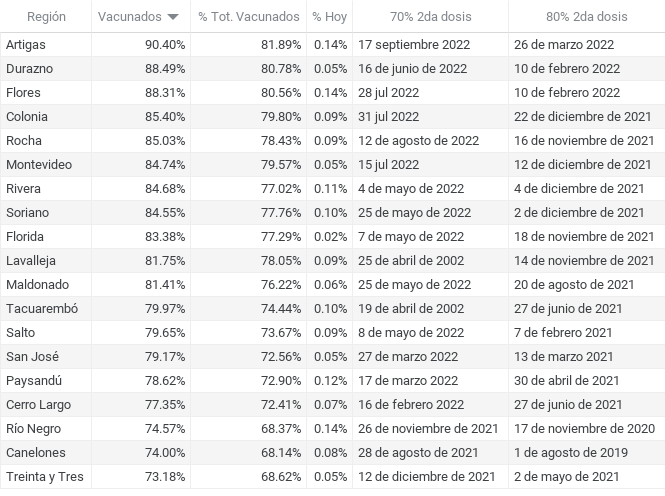 Región Vacunados % Tot. Vacunados % Hoy 70% 2da dosis 80% 2da dosis
Artigas 90.40% 81.89% 0.14% 17 septiembre 2022 26 de marzo 2022
Durazno 88.49% 80.78% 0.05% 16 de junio de 2022 10 de febrero 2022
Flores 88.31% 80.56% 0.14% 28 jul 2022 10 de febrero 2022
Colonia 85.40% 79.80% 0.09% 31 jul 2022 22 de diciembre de 2021
Rocha 85.03% 78.43% 0.09% 12 de agosto de 2022 16 de noviembre de 2021
Montevideo 84.74% 79.57% 0.05% 15 jul 2022 12 de diciembre de 2021
Rivera 84.68% 77.02% 0.11% 4 de mayo de 2022 4 de diciembre de 2021
Soriano 84.55% 77.76% 0.10% 25 de mayo de 2022 2 de diciembre de 2021
Florida 83.38% 77.29% 0.02% 7 de mayo de 2022 18 de noviembre de 2021
Lavalleja 81.75% 78.05% 0.09% 25 de abril de 2002 14 de noviembre de 2021
Maldonado 81.41% 76.22% 0.06% 25 de mayo de 2022 20 de agosto de 2021
Tacuarembó 79.97% 74.44% 0.10% 19 de abril de 2002 27 de junio de 2021
Salto 79.65% 73.67% 0.09% 8 de mayo de 2022 7 de febrero 2021
San José 79.17% 72.56% 0.05% 27 de marzo 2022 13 de marzo 2021
Paysandú 78.62% 72.90% 0.12% 17 de marzo 2022 30 de abril de 2021
Cerro Largo 77.35% 72.41% 0.07% 16 de febrero 2022 27 de junio de 2021
Río Negro 74.57% 68.37% 0.14% 26 de noviembre de 2021 17 de noviembre de 2020
Canelones 74.00% 68.14% 0.08% 28 de agosto de 2021 1 de agosto de 2019
Treinta y Tres 73.18% 68.62% 0.05% 12 de diciembre de 2021 2 de mayo de 2021